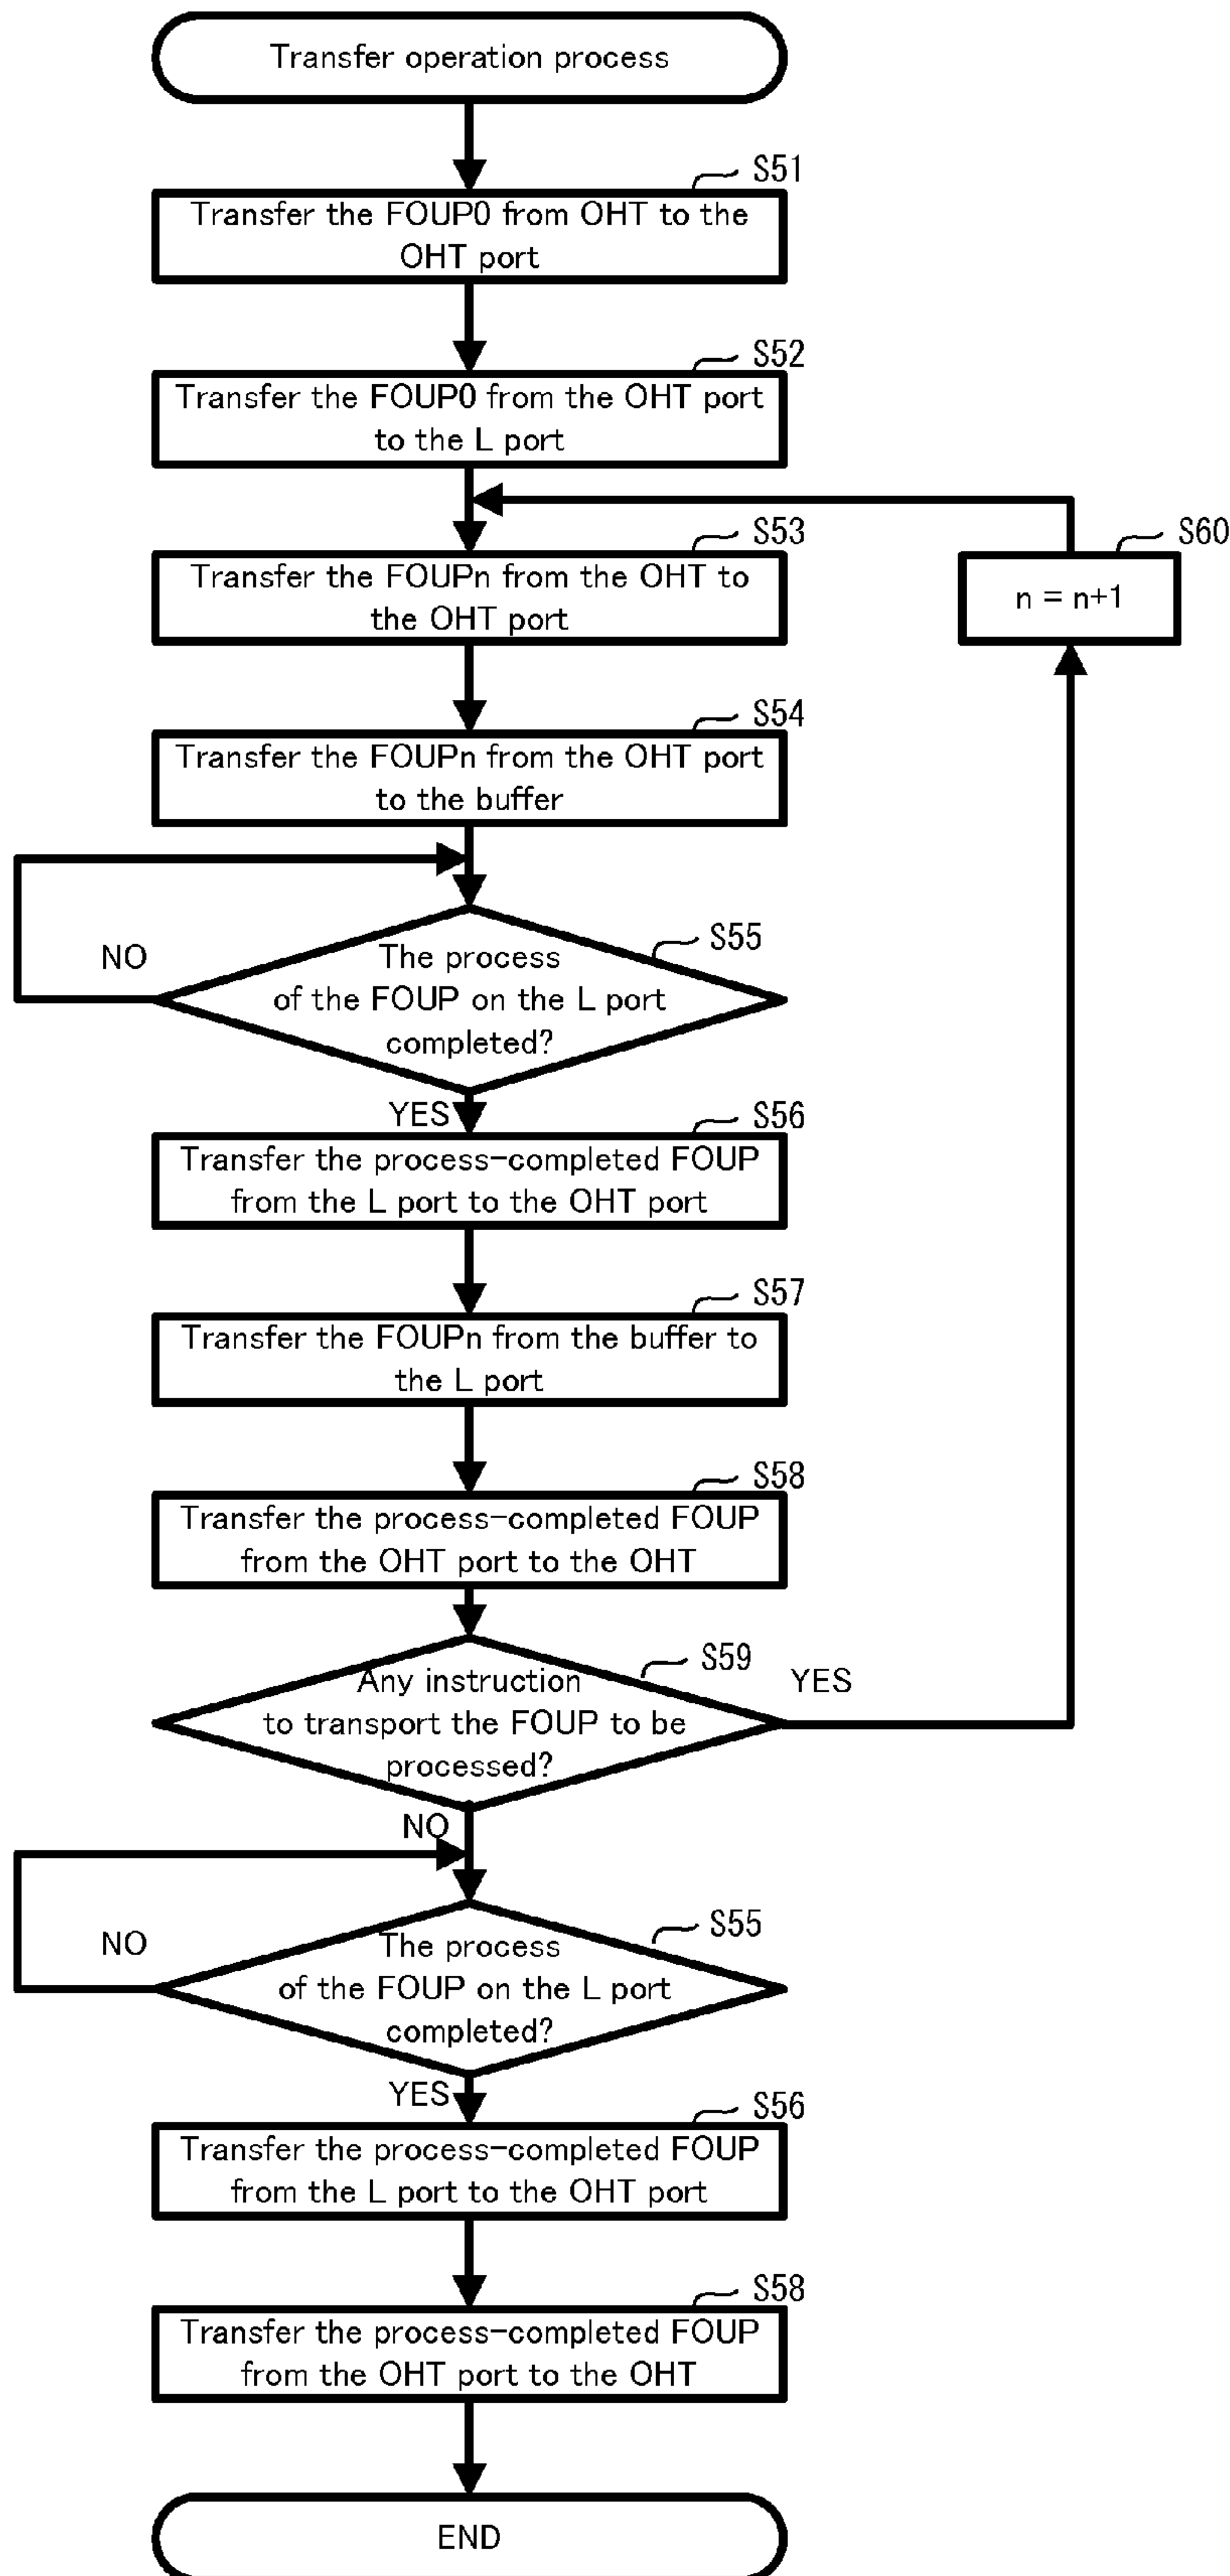 Transfer operation process
S51
Transfer the FOUP0 from OHT to the
OHT port
S52
Transfer the FOUP0 from the OHT port
to the L port
S53
Transfer the FOUPn from the OHT to
the OHT port
S60
n = n+1
S54
Transfer the FOUPn from the OHT port
to the buffer
S55
The process
of the FOUP on the L port
completed?
NO
YES
S56
Transfer the process-completed FOUP
from the L port to the OHT port
S57
Transfer the FOUPn from the buffer to
the L port
S58
Transfer the process-completed FOUP
from the OHT port to the OHT
S59
Any instruction
to transport the FOUP to be
processed?
YES
NO
S55
The process
of the FOUP on the L port
completed?
NO
YES
S56
Transfer the process-completed FOUP
from the L port to the OHT port
S58
Transfer the process-completed FOUP
from the OHT port to the OHT
END